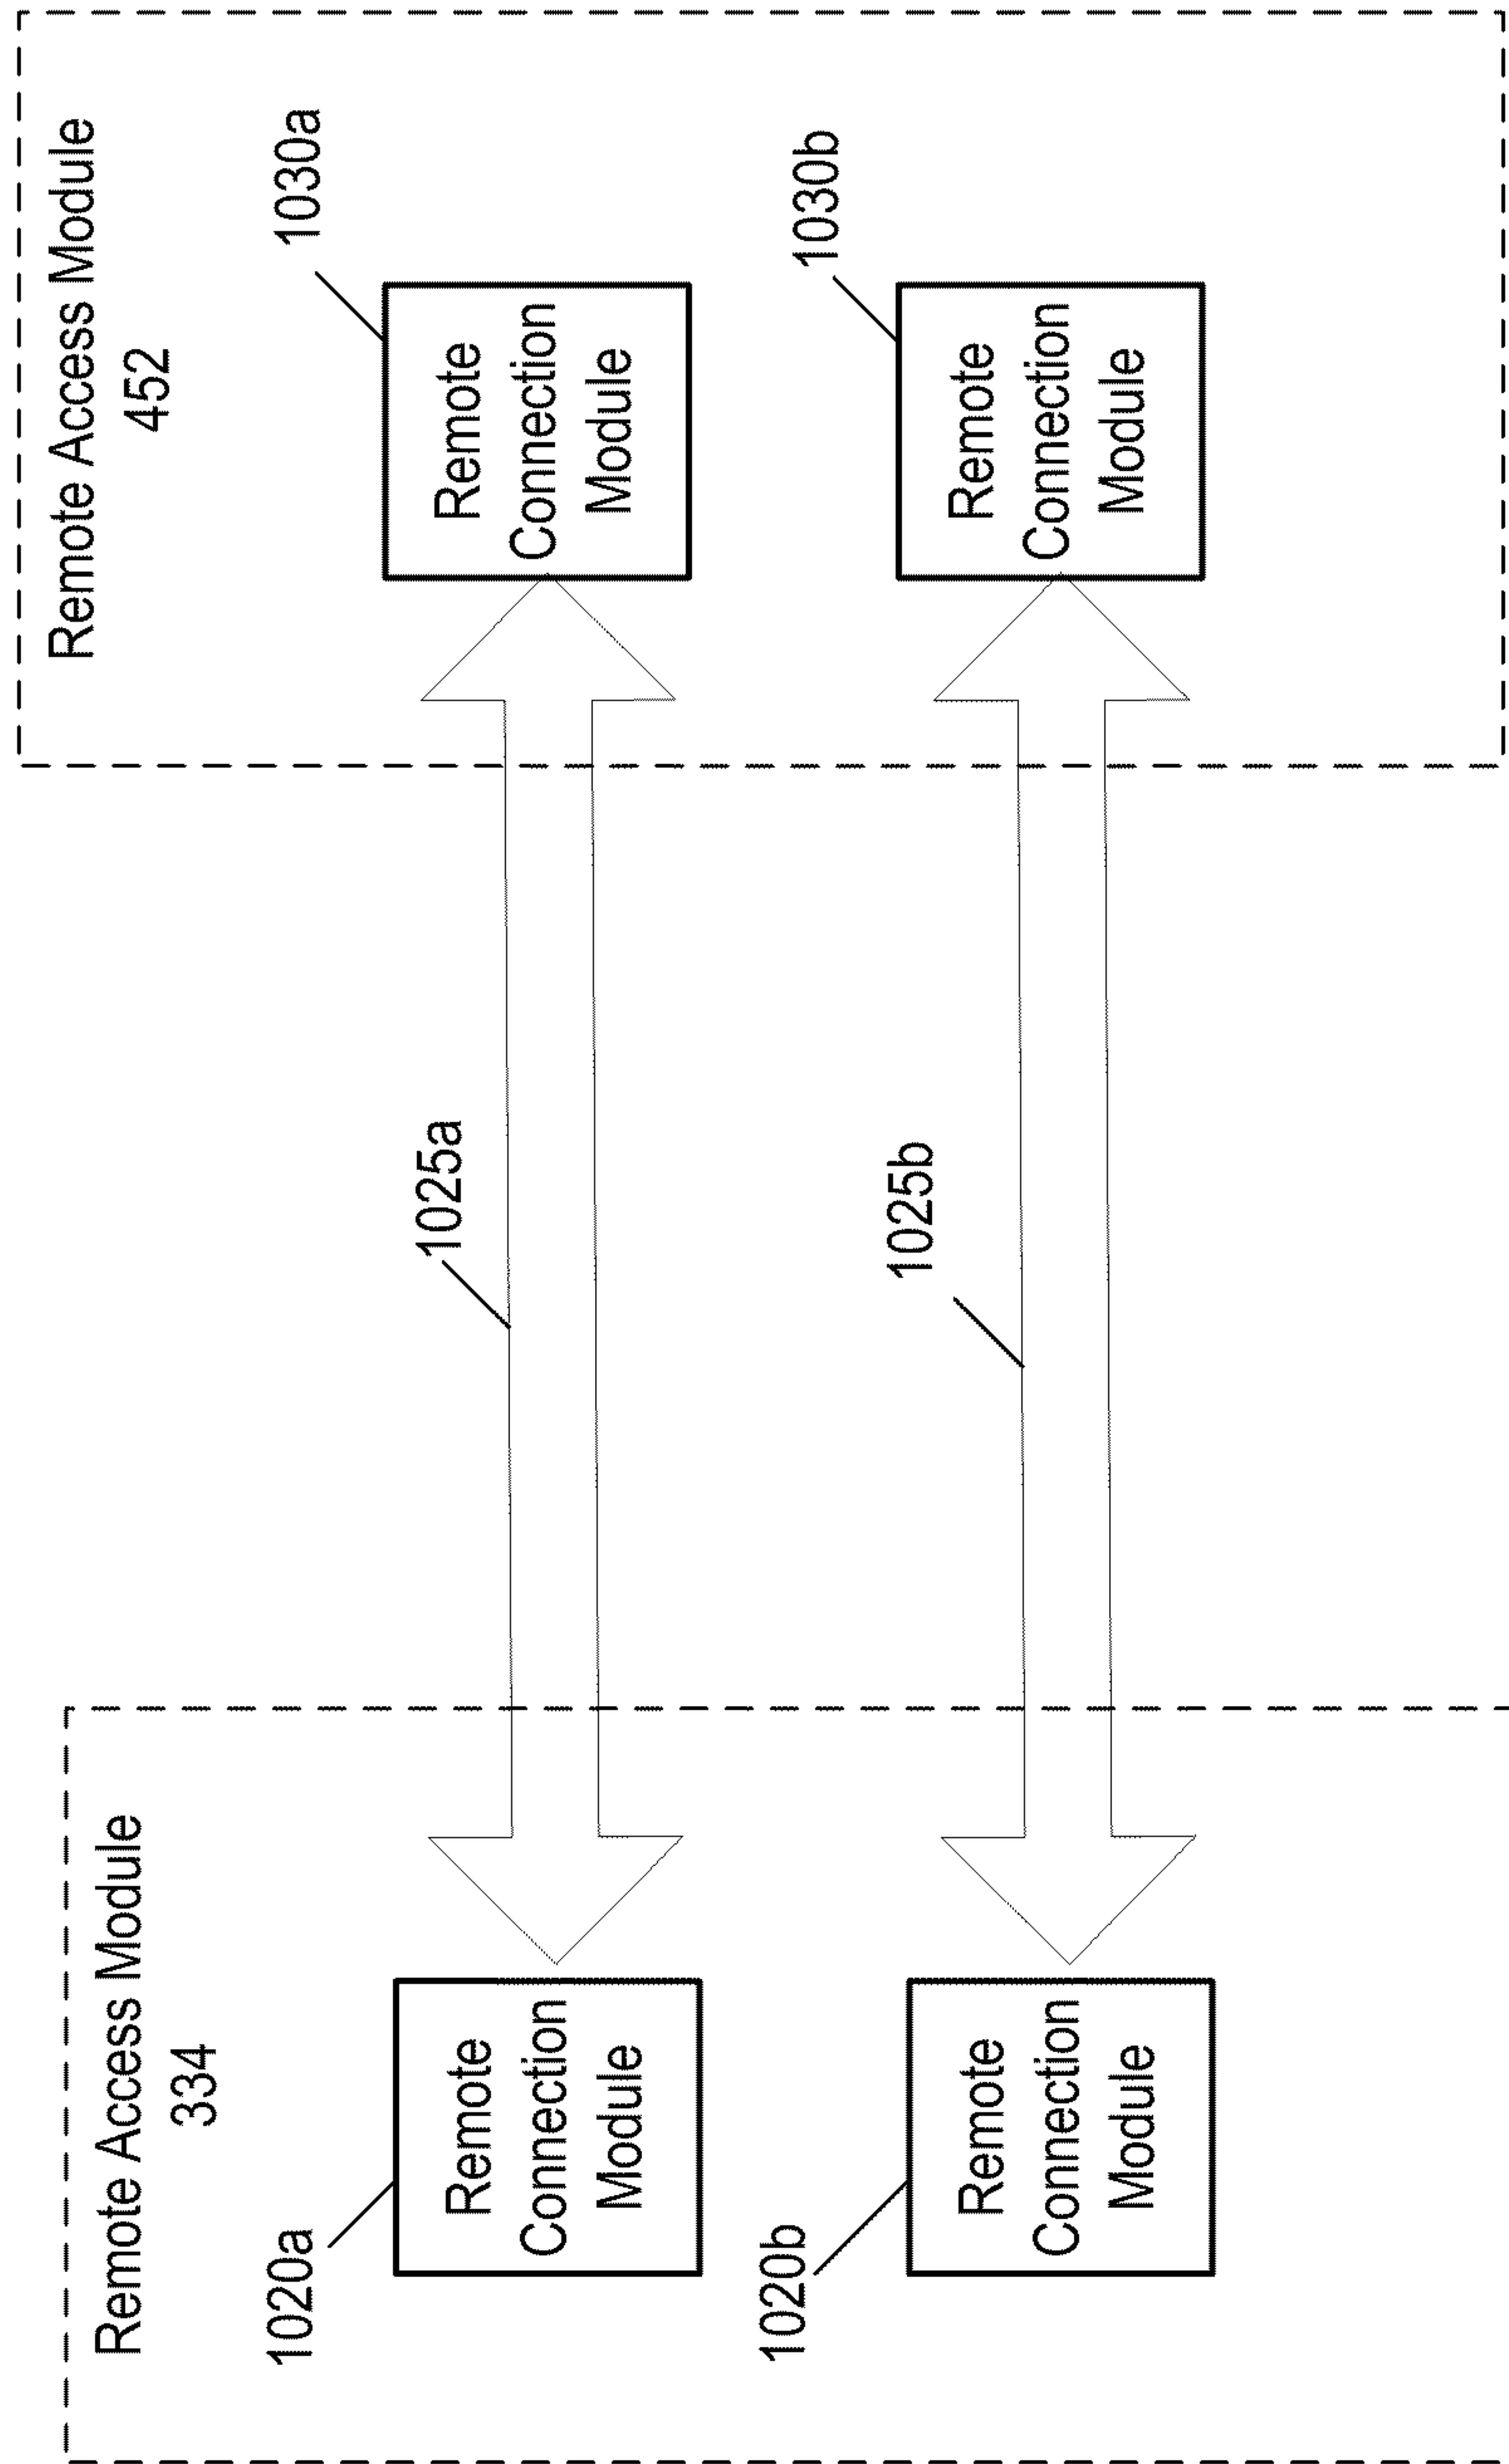 Remote Access Module
334
1020a
Remote
Connection
Module
1020b
Remote
Connection
Module
1025a
1025b
Remote Access Module
452
1030a
Remote
Connection
Module
1030b
Remote
Connection
Module